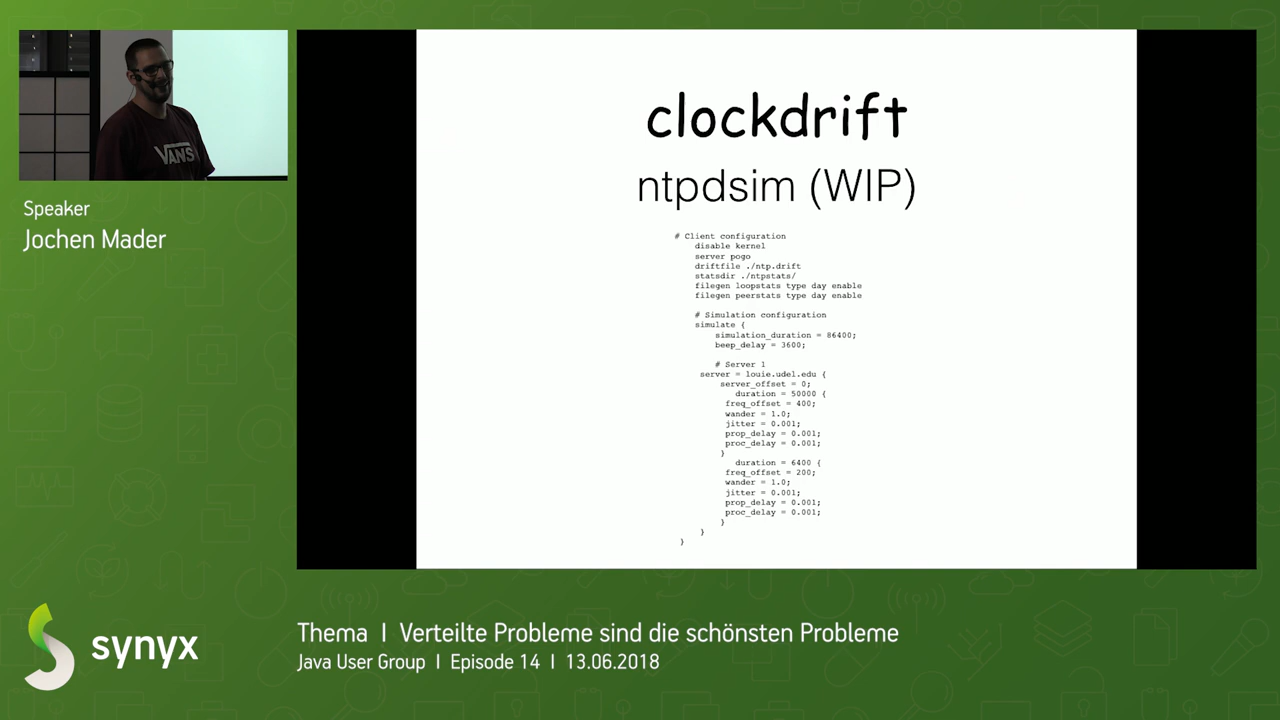 VANS
Speaker
Jochen Mader
clockdrift
ntpdsim (WIP)
# Client configuration
disable kernel
server pogo
driftfile ./ntp.drift
statsdir ./ntpstats/
filegen loopstats type day enable
filegen peerstats type day enable
# Simulation configuration
simulate {
simulation_duration = 86400;
beep_delay = 3600;
# Server 1
server = louie.udel.edu {
server_offset = 0;
duration = 50000 {
freq_offset = 400;
wander = 1.0;
jitter = 0.001;
prop_delay = 0.001;
proc_delay = 0.001;
}
duration = 6400 {
freq_offset = 200;
wander = 1.0;
jitter = 0.001;
prop_delay = 0.001;
proc_delay = 0.001;
}
}
}
synyx
Thema I Verteilte Probleme sind die schönsten Probleme
Java User Group I Episode 14 I 13.06.2018